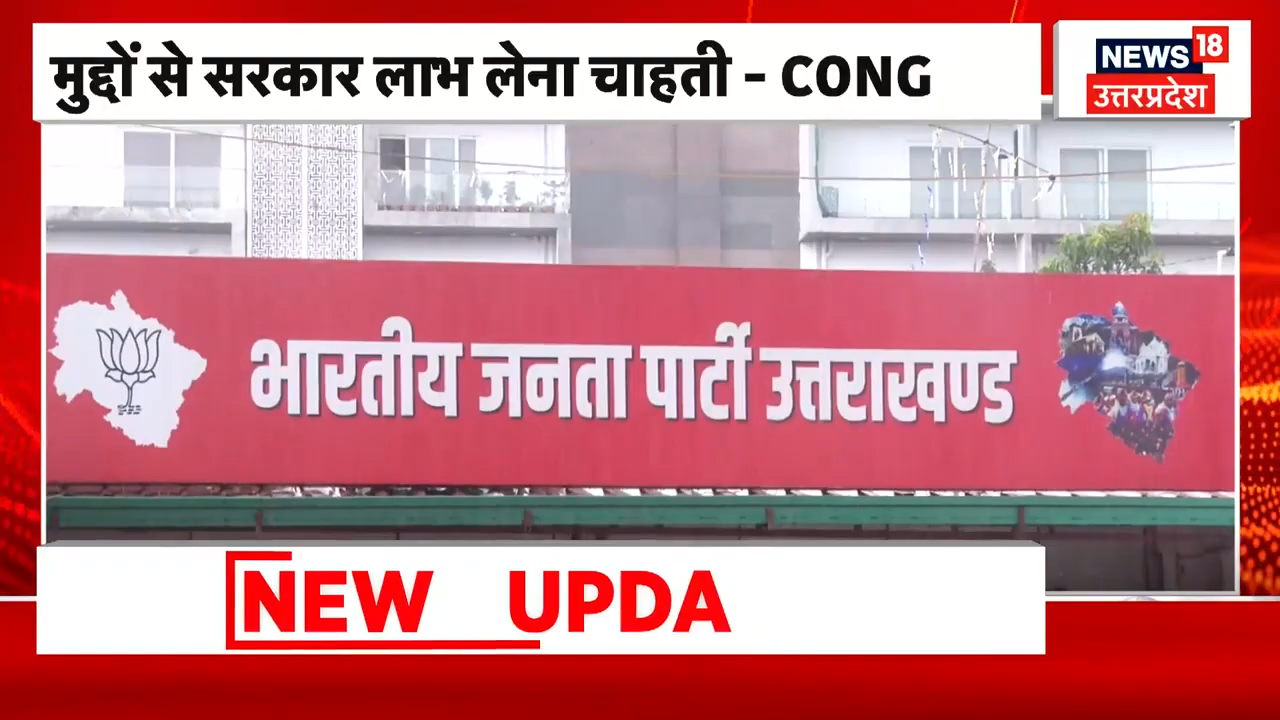 मुद्दों से सरकार लाभ लेना चाहती - CONG
NEWS 18
उत्तरप्रदेश
भारतीय जनता पार्टी उत्तराखण्ड
NEW UPDA